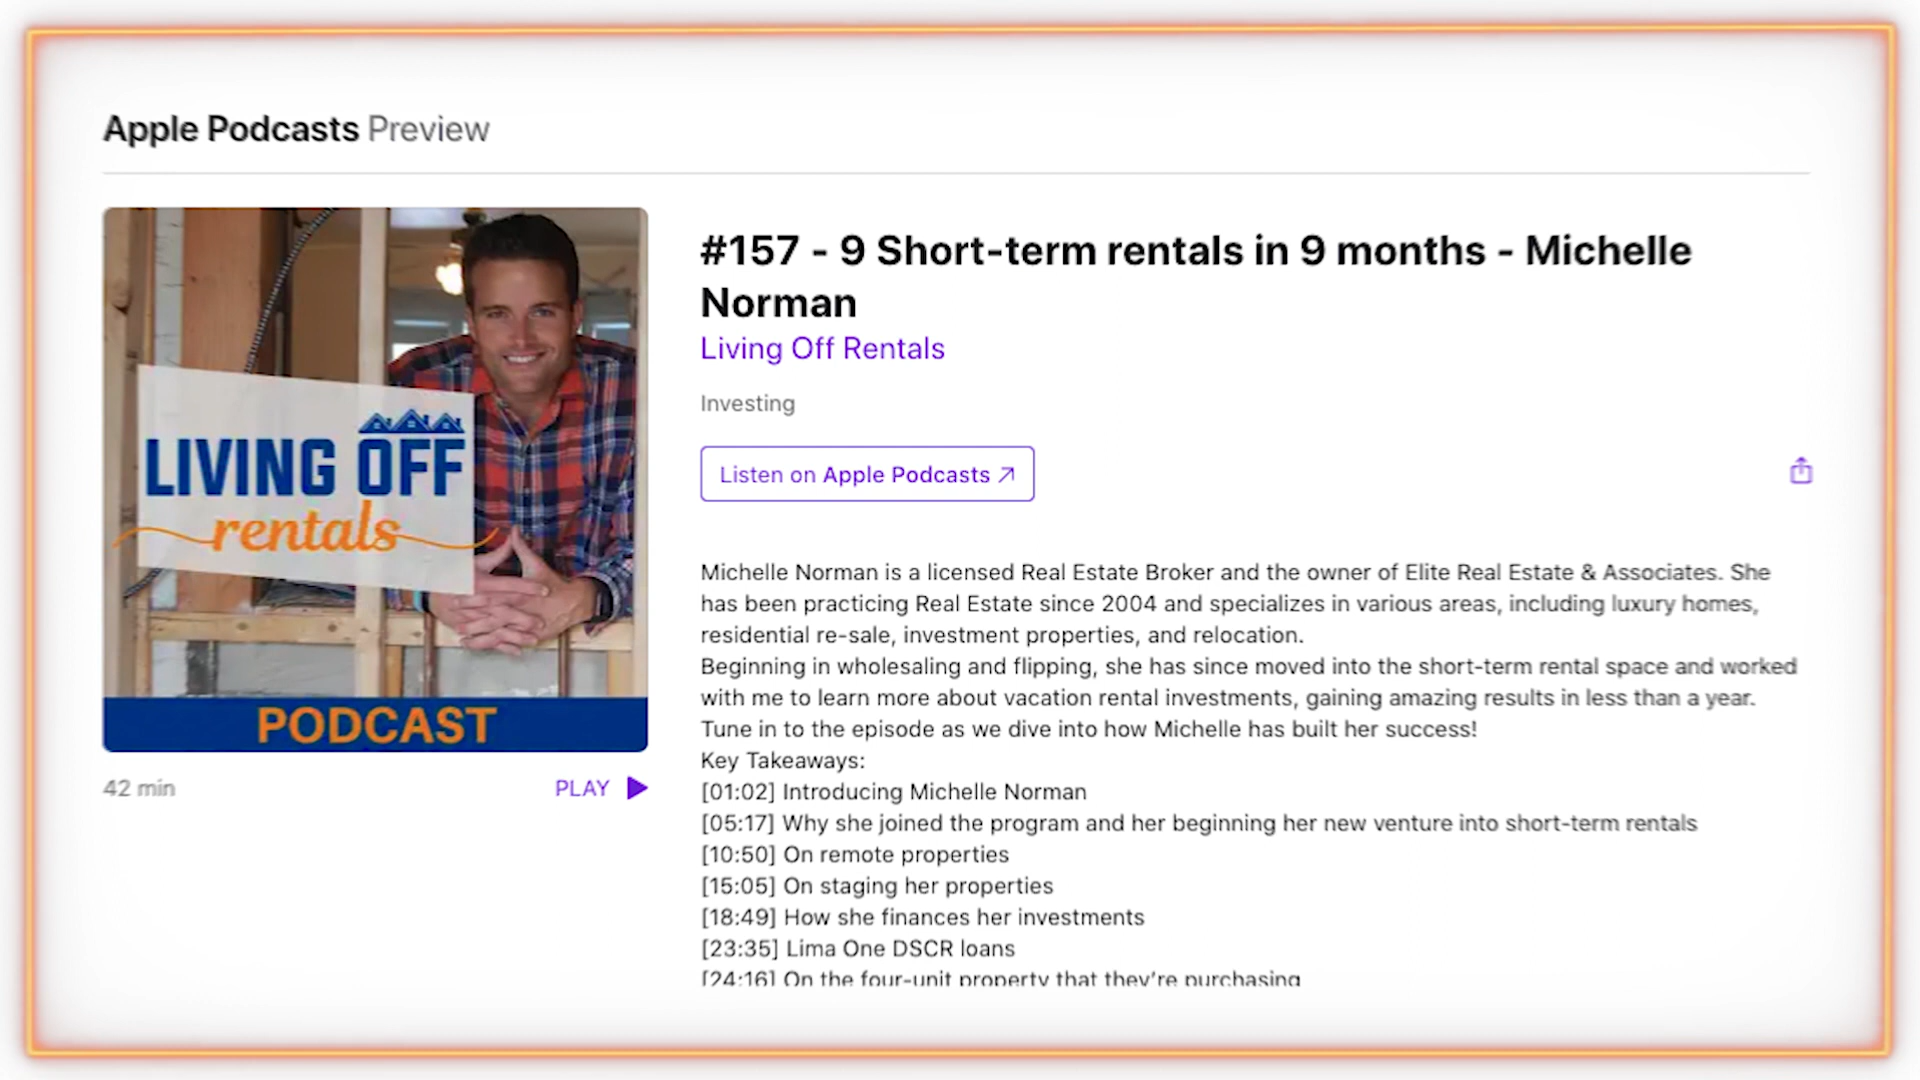 Apple Podcasts Preview
LIVING OFF
rentals
PODCAST
42 min
PLAY
#157 - 9 Short-term rentals in 9 months - Michelle
Norman
Living Off Rentals
Investing
Listen on Apple Podcasts ↗
Michelle Norman is a licensed Real Estate Broker and the owner of Elite Real Estate & Associates. She
has been practicing Real Estate since 2004 and specializes in various areas, including luxury homes,
residential re-sale, investment properties, and relocation.
Beginning in wholesaling and flipping, she has since moved into the short-term rental space and worked
with me to learn more about vacation rental investments, gaining amazing results in less than a year.
Tune in to the episode as we dive into how Michelle has built her success!
Key Takeaways:
[01:02] Introducing Michelle Norman
[05:17] Why she joined the program and her beginning her new venture into short-term rentals
[10:50] On remote properties
[15:05] On staging her properties
[18:49] How she finances her investments
[23:35] Lima One DSCR loans
[24:16] On the four-unit property that they're purchasing